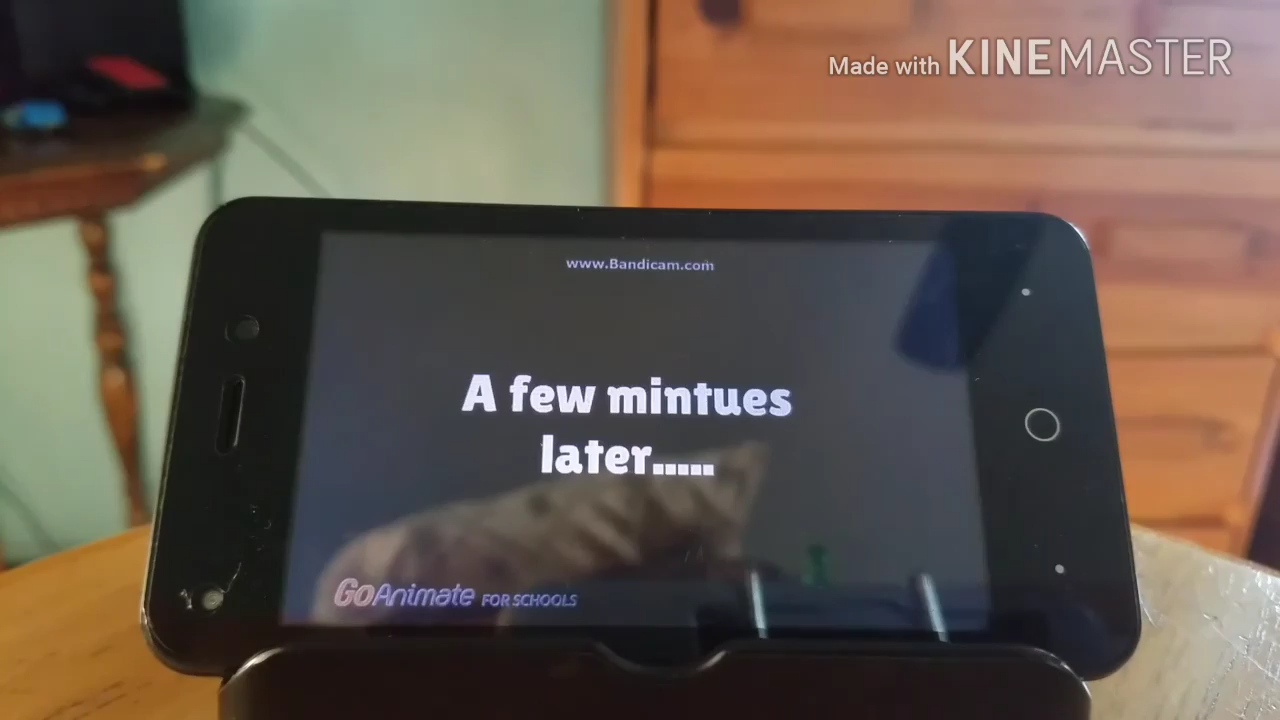 Made with KINEMASTER
www.Bandicam.com
A few mintues
later.....
GoAnimate FOR SCHOOLS